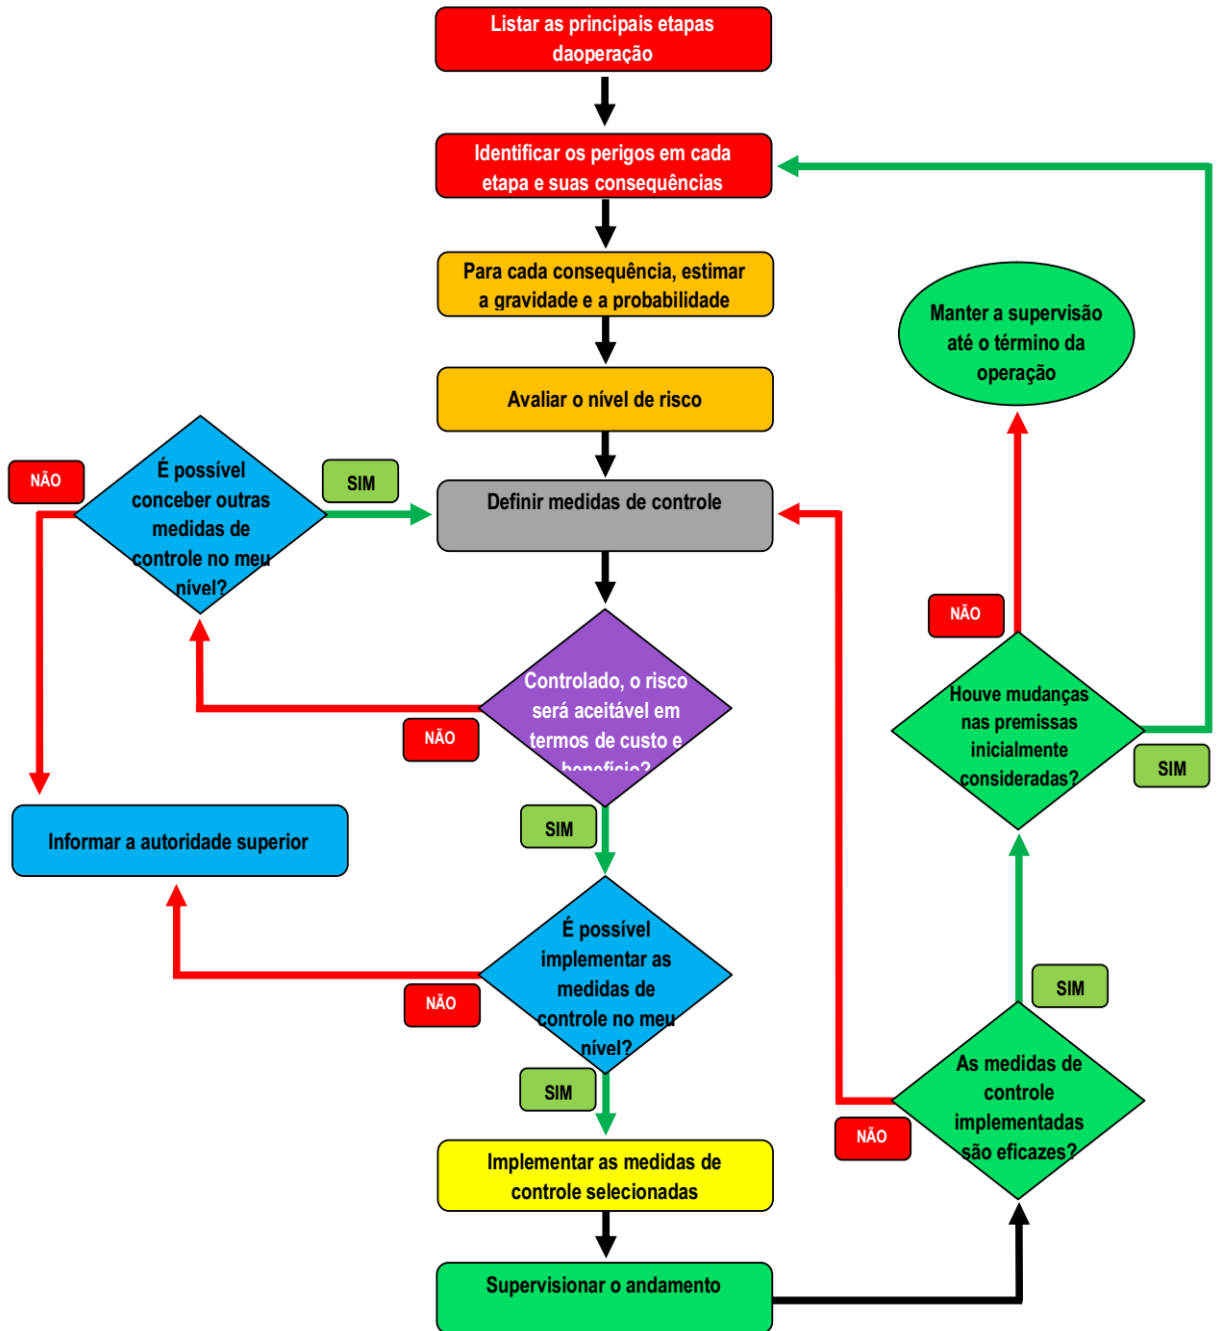 Listar as principais etapas
daoperação
Identificar os perigos em cada
etapa e suas consequências
Para cada consequência, estimar
a gravidade e a probabilidade
Manter a supervisão
até o término da
operação
Avaliar o nível de risco
É possível
conceber outras
medidas de
controle no meu
nível?
NÃO
SIM
Definir medidas de controle
NÃO
Controlado, o risco
será aceitável em
termos de custo e
benefício?
NÃO
Houve mudanças
nas premissas
inicialmente
consideradas?
SIM
SIM
Informar a autoridade superior
É possível
implementar as
medidas de
controle no meu
nível?
NÃO
SIM
SIM
As medidas de
controle
implementadas
são eficazes?
NÃO
Implementar as medidas de
controle selecionadas
Supervisionar o andamento